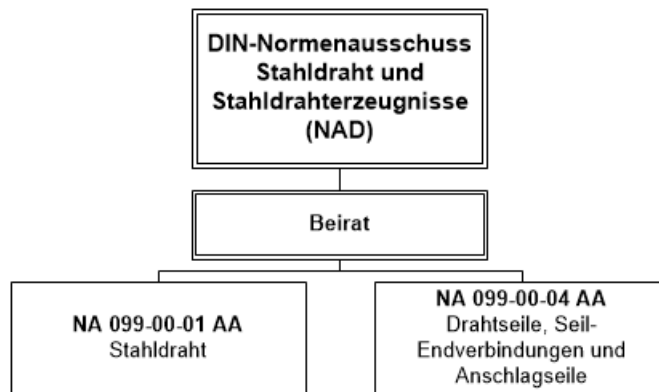 DIN-Normenausschuss
Stahldraht und
Stahldrahterzeugnisse
(NAD)
Beirat
NA 099-00-01 AA
Stahldraht
NA 099-00-04 AA
Drahtseile, Seil-
Endverbindungen und
Anschlagseile